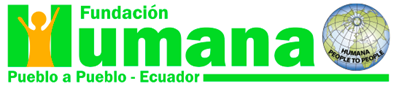 Fundación
Humana
Pueblo a Pueblo - Ecuador
HUMANA
PEOPLE TO PEOPLE